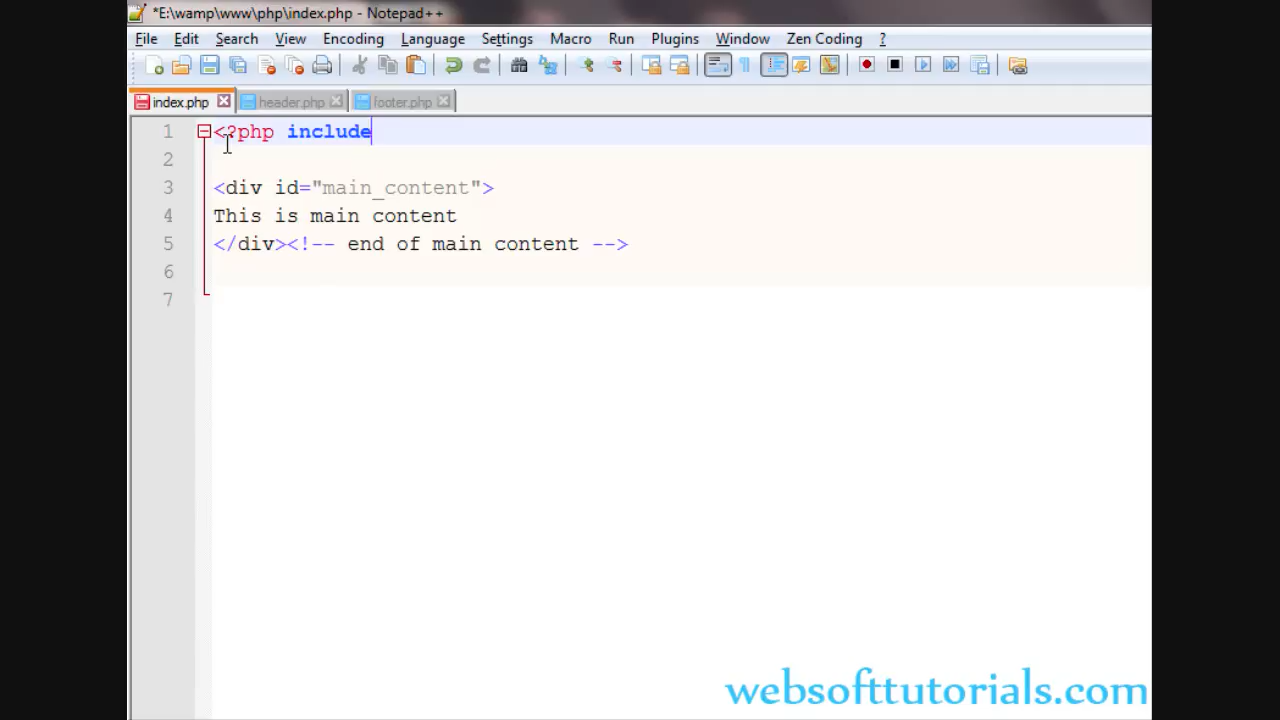 *E:\wamp\www\php\index.php - Notepad++
File Edit Search View Encoding Language Settings Macro Run Plugins Window Zen Coding ?
index.php header.php footer.php
1 <?php include
2
3 <div id="main_content">
4 This is main content
5 </div><!-- end of main content -->
6
7
websofttutorials.com